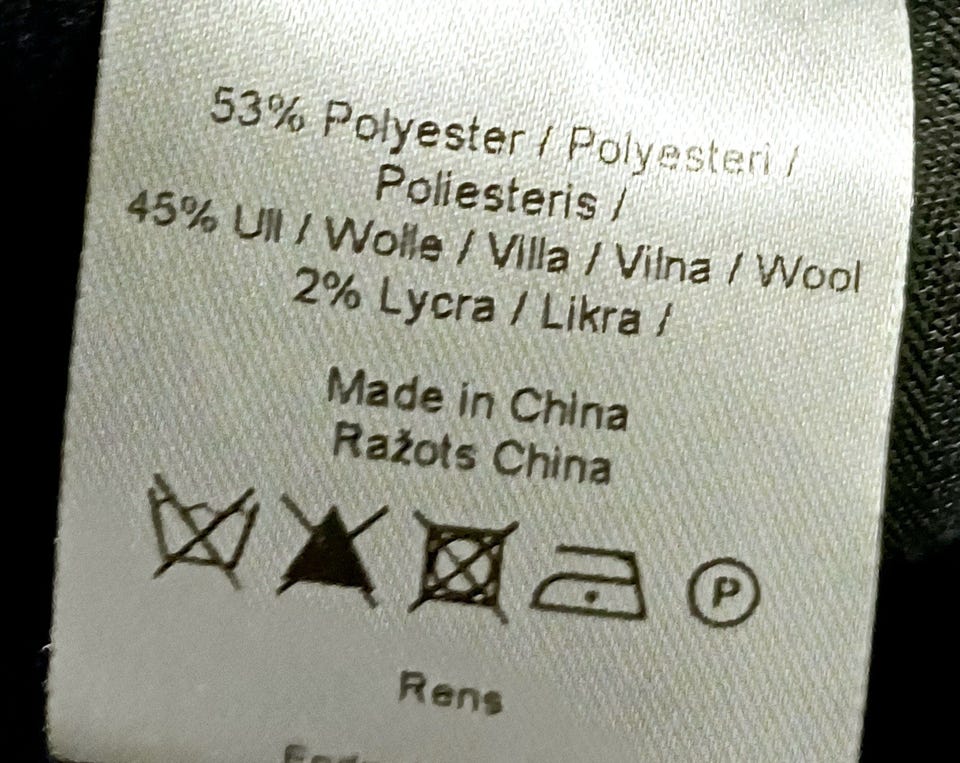 53% Polyester / Polyesteri /
Poliesteris /
45% Ull / Wolle / Villa / Vilna / Wool
2% Lycra / Likra /
Made in China
Ražots China
P
Rens